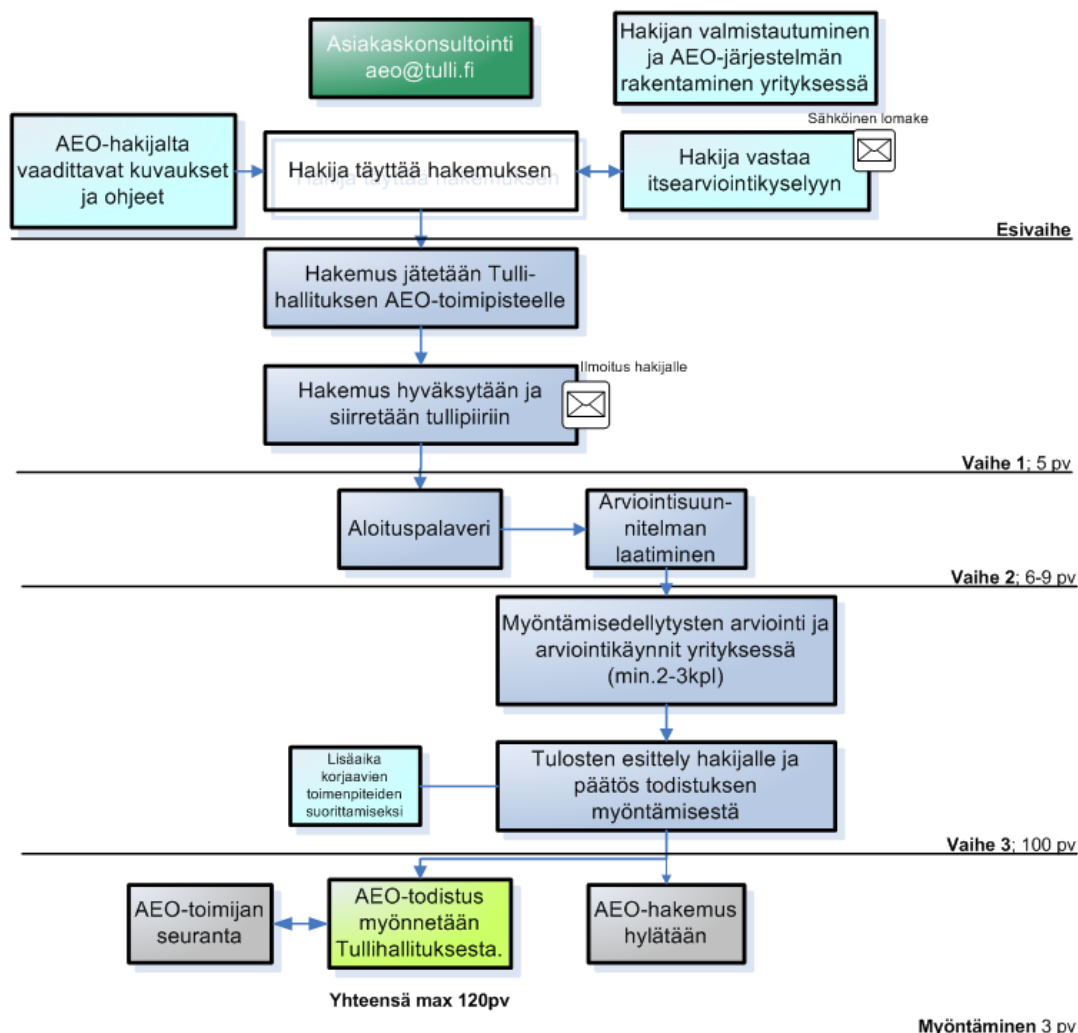 Asiakaskonsultointi
aeo@tulli.fi
Hakijan valmistautuminen
ja AEO-järjestelmän
rakentaminen yrityksessä
Sähköinen lomake
AEO-hakijalta
vaadittavat kuvaukset
ja ohjeet
Hakija täyttää hakemuksen
Hakija täyttää hakemuksen
Hakija vastaa
itsearviointikyselyyn
Esivaihe
Hakemus jätetään Tulli-
hallituksen AEO-toimipisteelle
Ilmoitus hakijalle
Hakemus hyväksytään ja
siirretään tullipiiriin
Vaihe 1; 5 pv
Aloituspalaveri
Arviointisuun-
nitelman
laatiminen
Vaihe 2; 6-9 pv
Myöntämisedellytysten arviointi ja
arviointikäynnit yrityksessä
(min.2-3kpl)
Lisäaika
korjaavien
toimenpiteiden
suorittamiseksi
Tulosten esittely hakijalle ja
päätös todistuksen
myöntämisestä
Vaihe 3; 100 pv
AEO-toimijan
seuranta
AEO-todistus
myönnetään
Tullihallituksesta.
AEO-hakemus
hylätään
Yhteensä max 120pv
Myöntäminen 3 pv